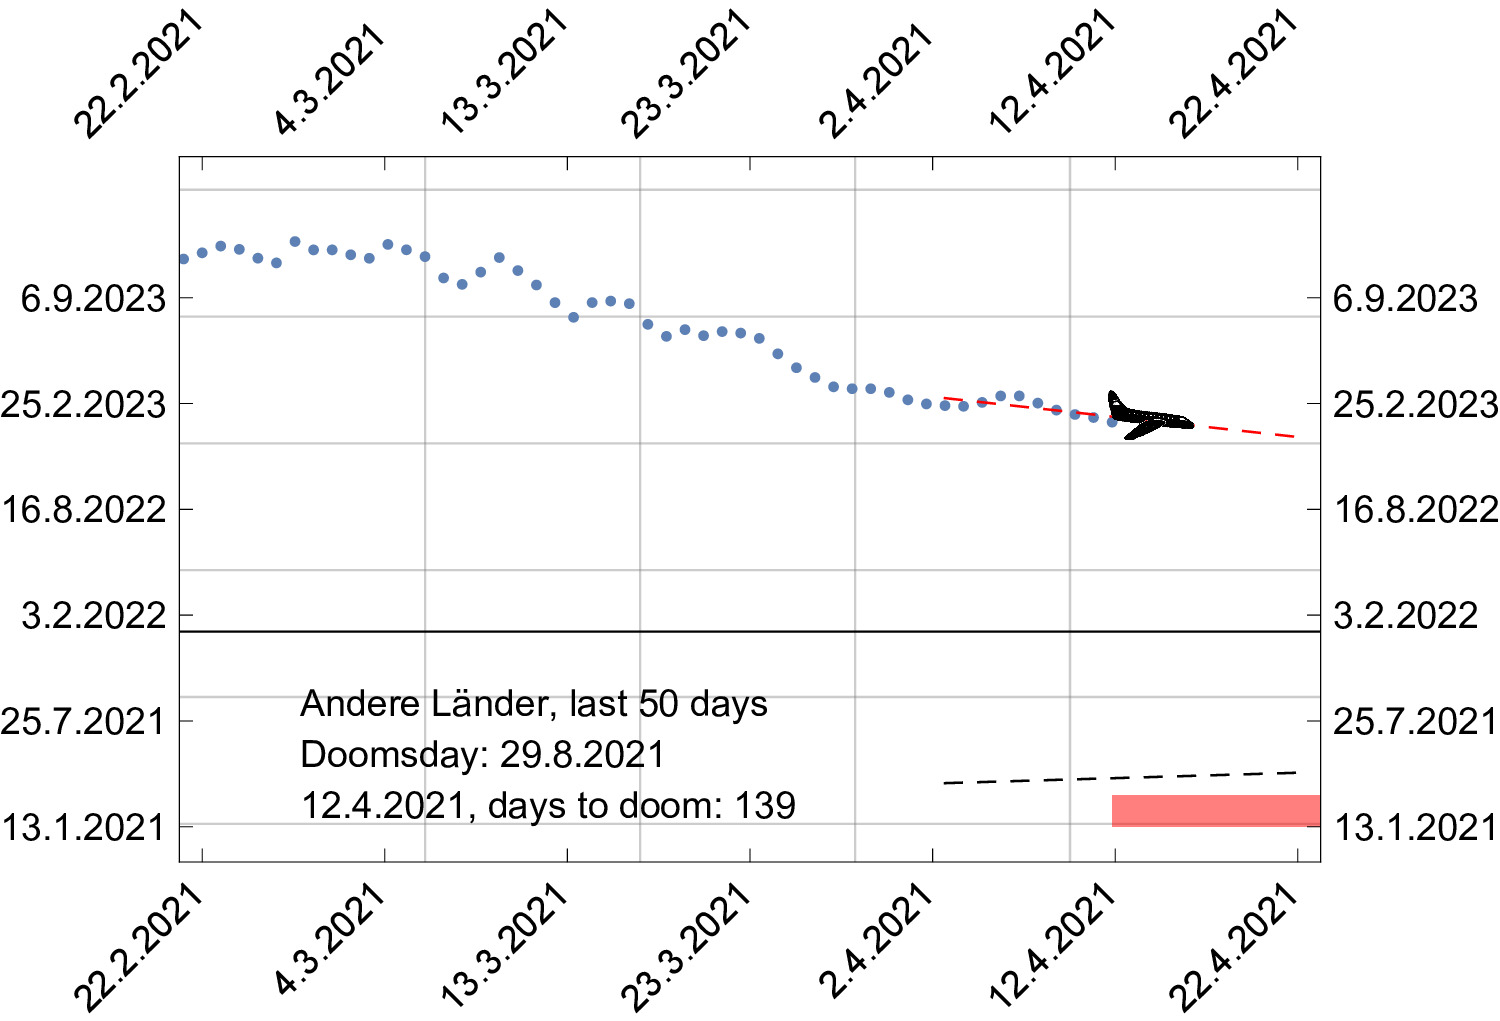 22.2.2021 4.3.2021 13.3.2021 23.3.2021 2.4.2021 12.4.2021 22.4.2021
6.9.2023 6.9.2023
25.2.2023 25.2.2023
16.8.2022 16.8.2022
3.2.2022 3.2.2022
Andere Länder, last 50 days
25.7.2021 25.7.2021
Doomsday: 29.8.2021
12.4.2021, days to doom: 139
13.1.2021 13.1.2021
22.2.2021 4.3.2021 13.3.2021 23.3.2021 2.4.2021 12.4.2021 22.4.2021